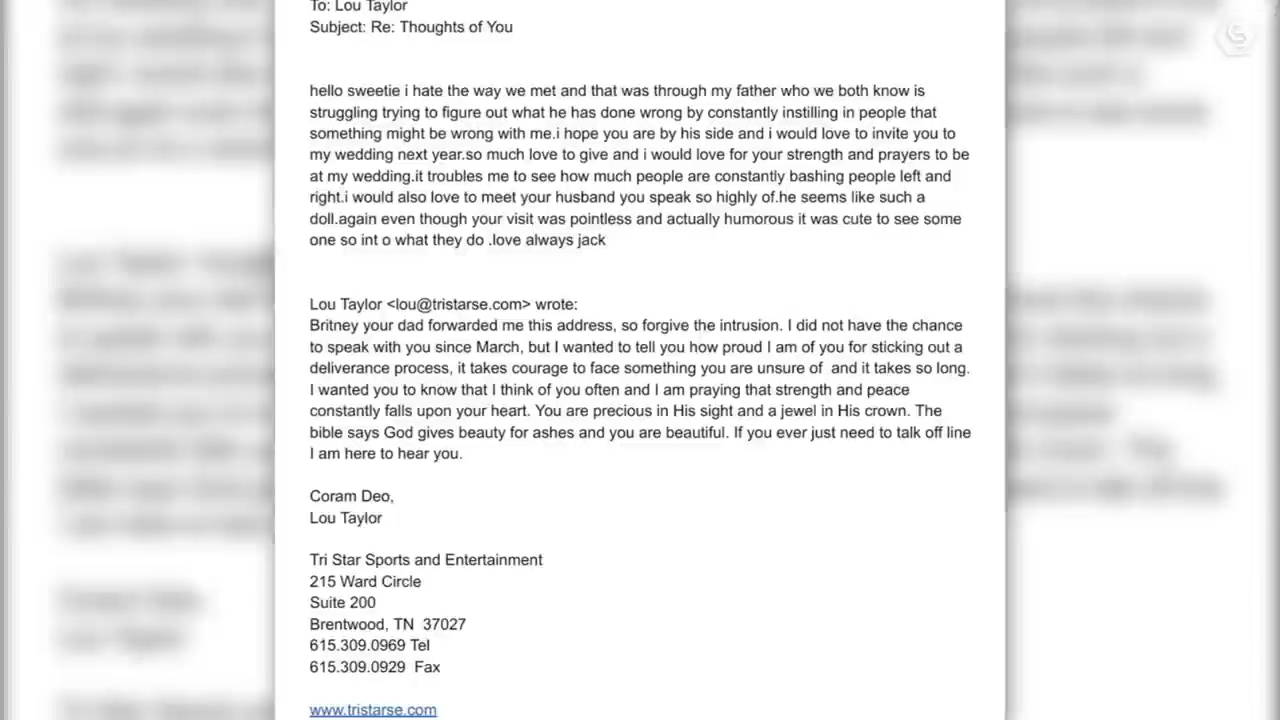 To: Lou Taylor
Subject: Re: Thoughts of You
hello sweetie i hate the way we met and that was through my father who we both know is
struggling trying to figure out what he has done wrong by constantly instilling in people that
something might be wrong with me.i hope you are by his side and i would love to invite you to
my wedding next year.so much love to give and i would love for your strength and prayers to be
at my wedding.it troubles me to see how much people are constantly bashing people left and
right.i would also love to meet your husband you speak so highly of.he seems like such a
doll.again even though your visit was pointless and actually humorous it was cute to see some
one so int o what they do .love always jack
Lou Taylor <lou@tristarse.com> wrote:
Britney your dad forwarded me this address, so forgive the intrusion. I did not have the chance
to speak with you since March, but I wanted to tell you how proud I am of you for sticking out a
deliverance process, it takes courage to face something you are unsure of  and it takes so long.
I wanted you to know that I think of you often and I am praying that strength and peace
constantly falls upon your heart. You are precious in His sight and a jewel in His crown. The
bible says God gives beauty for ashes and you are beautiful. If you ever just need to talk off line
I am here to hear you.
Coram Deo,
Lou Taylor
Tri Star Sports and Entertainment
215 Ward Circle
Suite 200
Brentwood, TN  37027
615.309.0969 Tel
615.309.0929  Fax
www.tristarse.com